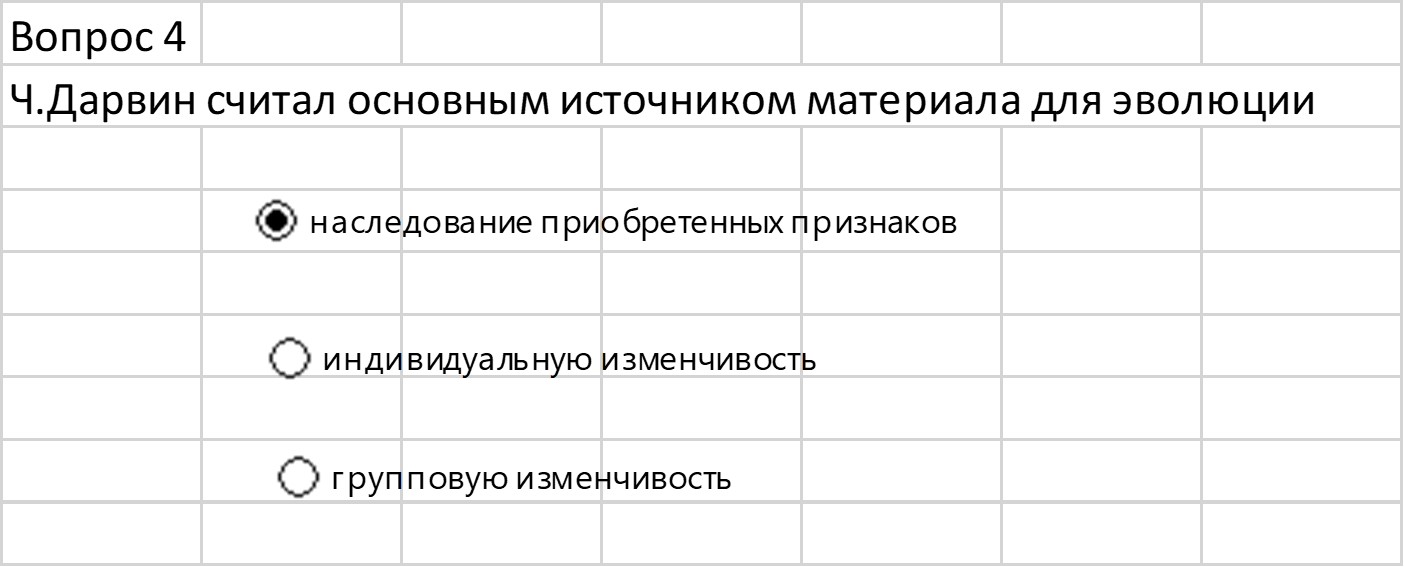 Вопрос 4
Ч.Дарвин считал основным источником материала для эволюции
наследование приобретенных признаков
индивидуальную изменчивость
групповую изменчивость